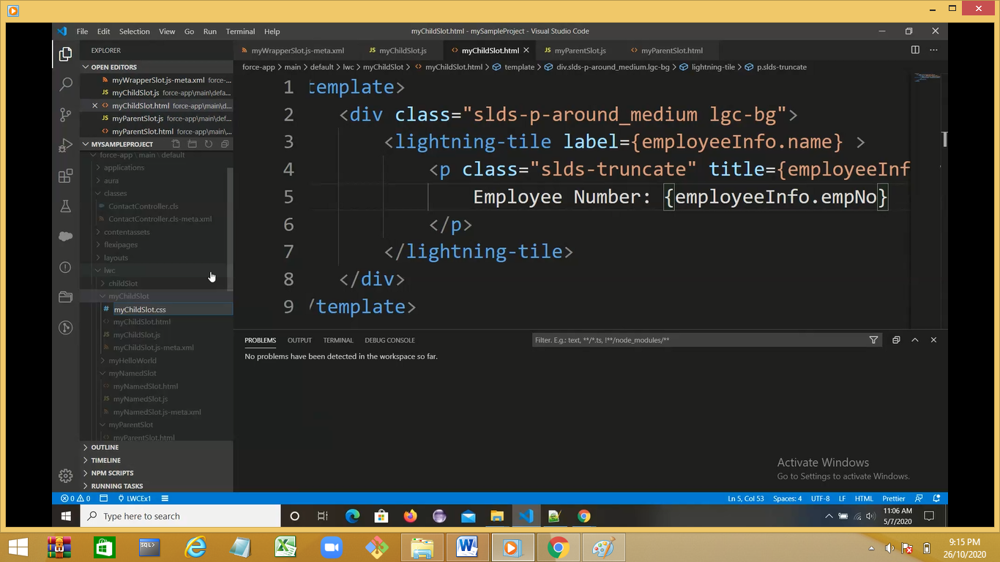 File Edit Selection View Go Run Terminal Help
myChildSlot.html - mySampleProject - Visual Studio Code
EXPLORER
myWrapperSlot.js-meta.xml
JS myChildSlot.js
<> myChildSlot.html
JS myParentSlot.js
<> myParentSlot.html
OPEN EDITORS
myWrapperSlot.js-meta.xml force-...
JS myChildSlot.js force-app\main\defa...
<> myChildSlot.html force-app\main\d...
JS myParentSlot.js force-app\main\def...
<> myParentSlot.html force-app\main\...
MYSAMPLEPROJECT
force-app \ main \ default
applications
aura
classes
ContactController.cls
ContactController.cls-meta.xml
contentassets
flexipages
layouts
lwc
childSlot
myChildSlot
# myChildSlot.css
<> myChildSlot.html
JS myChildSlot.js
myChildSlot.js-meta.xml
myHelloWorld
myNamedSlot
<> myNamedSlot.html
JS myNamedSlot.js
myNamedSlot.js-meta.xml
myParentSlot
<> myParentSlot.html
OUTLINE
TIMELINE
NPM SCRIPTS
RUNNING TASKS
force-app > main > default > lwc > myChildSlot > <> myChildSlot.html > template > div.slds-p-around_medium.lgc-bg > lightning-tile > p.slds-truncate
1 template>
2 <div class="slds-p-around_medium lgc-bg">
3 <lightning-tile label={employeeInfo.name} >
4 <p class="slds-truncate" title={employeeInf
5 Employee Number: {employeeInfo.empNo}
6 </p>
7 </lightning-tile>
8 </div>
9 /template>
PROBLEMS OUTPUT TERMINAL DEBUG CONSOLE
Filter. E.g.: text, **/*.ts, !**/node_modules/**
No problems have been detected in the workspace so far.
Activate Windows
Go to Settings to activate Windows.
0 0 LWCEx1
Ln 5, Col 53 Spaces: 4 UTF-8 LF HTML Prettier
Type here to search
11:06 AM
5/7/2020
SQL>
9:15 PM
26/10/2020